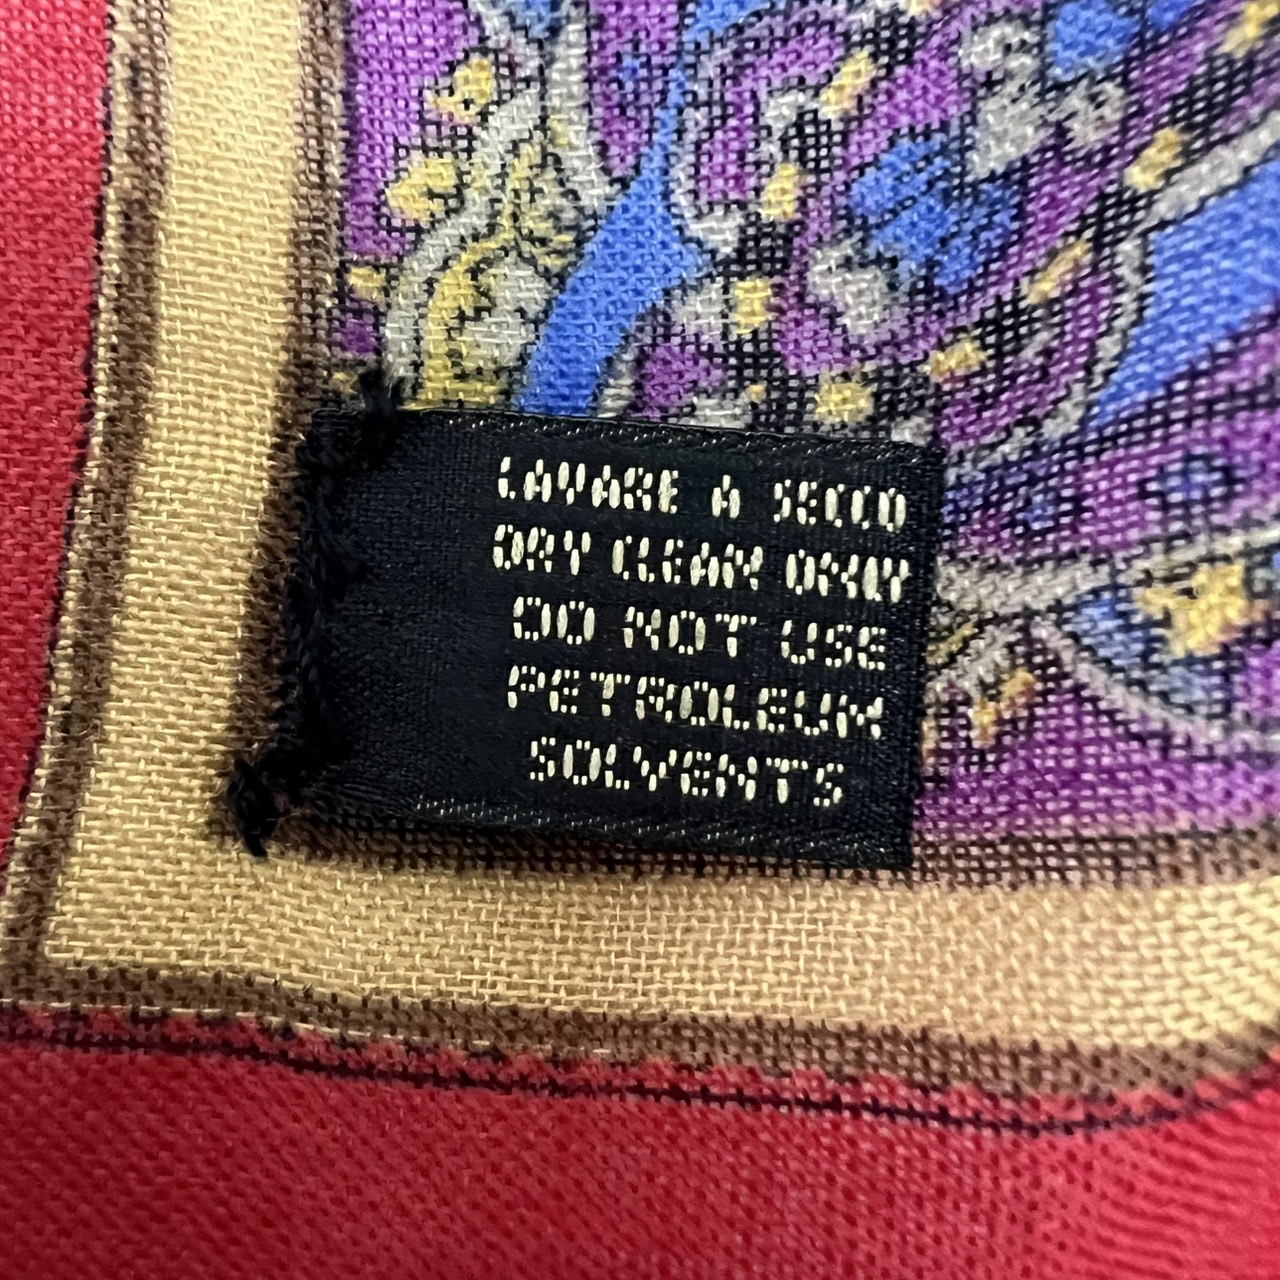 LAVARE A SECCO
DRY CLEAN ONLY
DO NOT USE
PETROLEUM
SOLVENTS